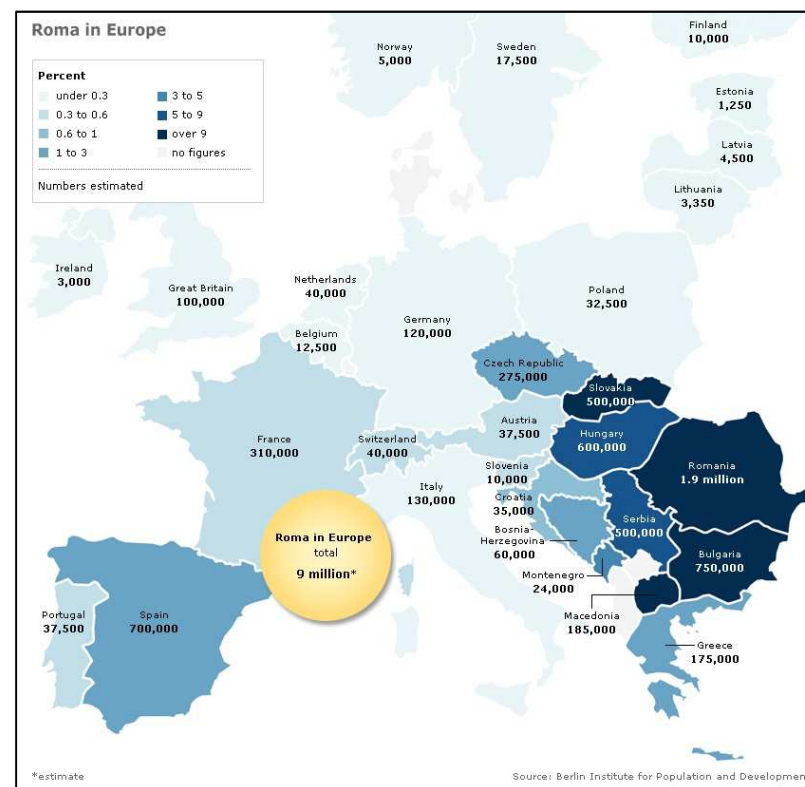 Roma in Europe
Percent
under 0.3
0.3 to 0.6
0.6 to 1
1 to 3
3 to 5
5 to 9
over 9
no figures
Numbers estimated
Norway
5,000
Sweden
17,500
Finland
10,000
Estonia
1,250
Latvia
4,500
Lithuania
3,350
Ireland
3,000
Great Britain
100,000
Netherlands
40,000
Belgium
12,500
Germany
120,000
Poland
32,500
Czech Republic
275,000
Slovakia
500,000
Austria
37,500
Hungary
600,000
France
310,000
Switzerland
40,000
Italy
130,000
Slovenia
10,000
Croatia
35,000
Bosnia-
Herzegovina
60,000
Montenegro
24,000
Macedonia
185,000
Romania
1.9 million
Serbia
500,000
Bulgaria
750,000
Greece
175,000
Roma in Europe
total
9 million*
Portugal
37,500
Spain
700,000
*estimate
Source: Berlin Institute for Population and Developmen